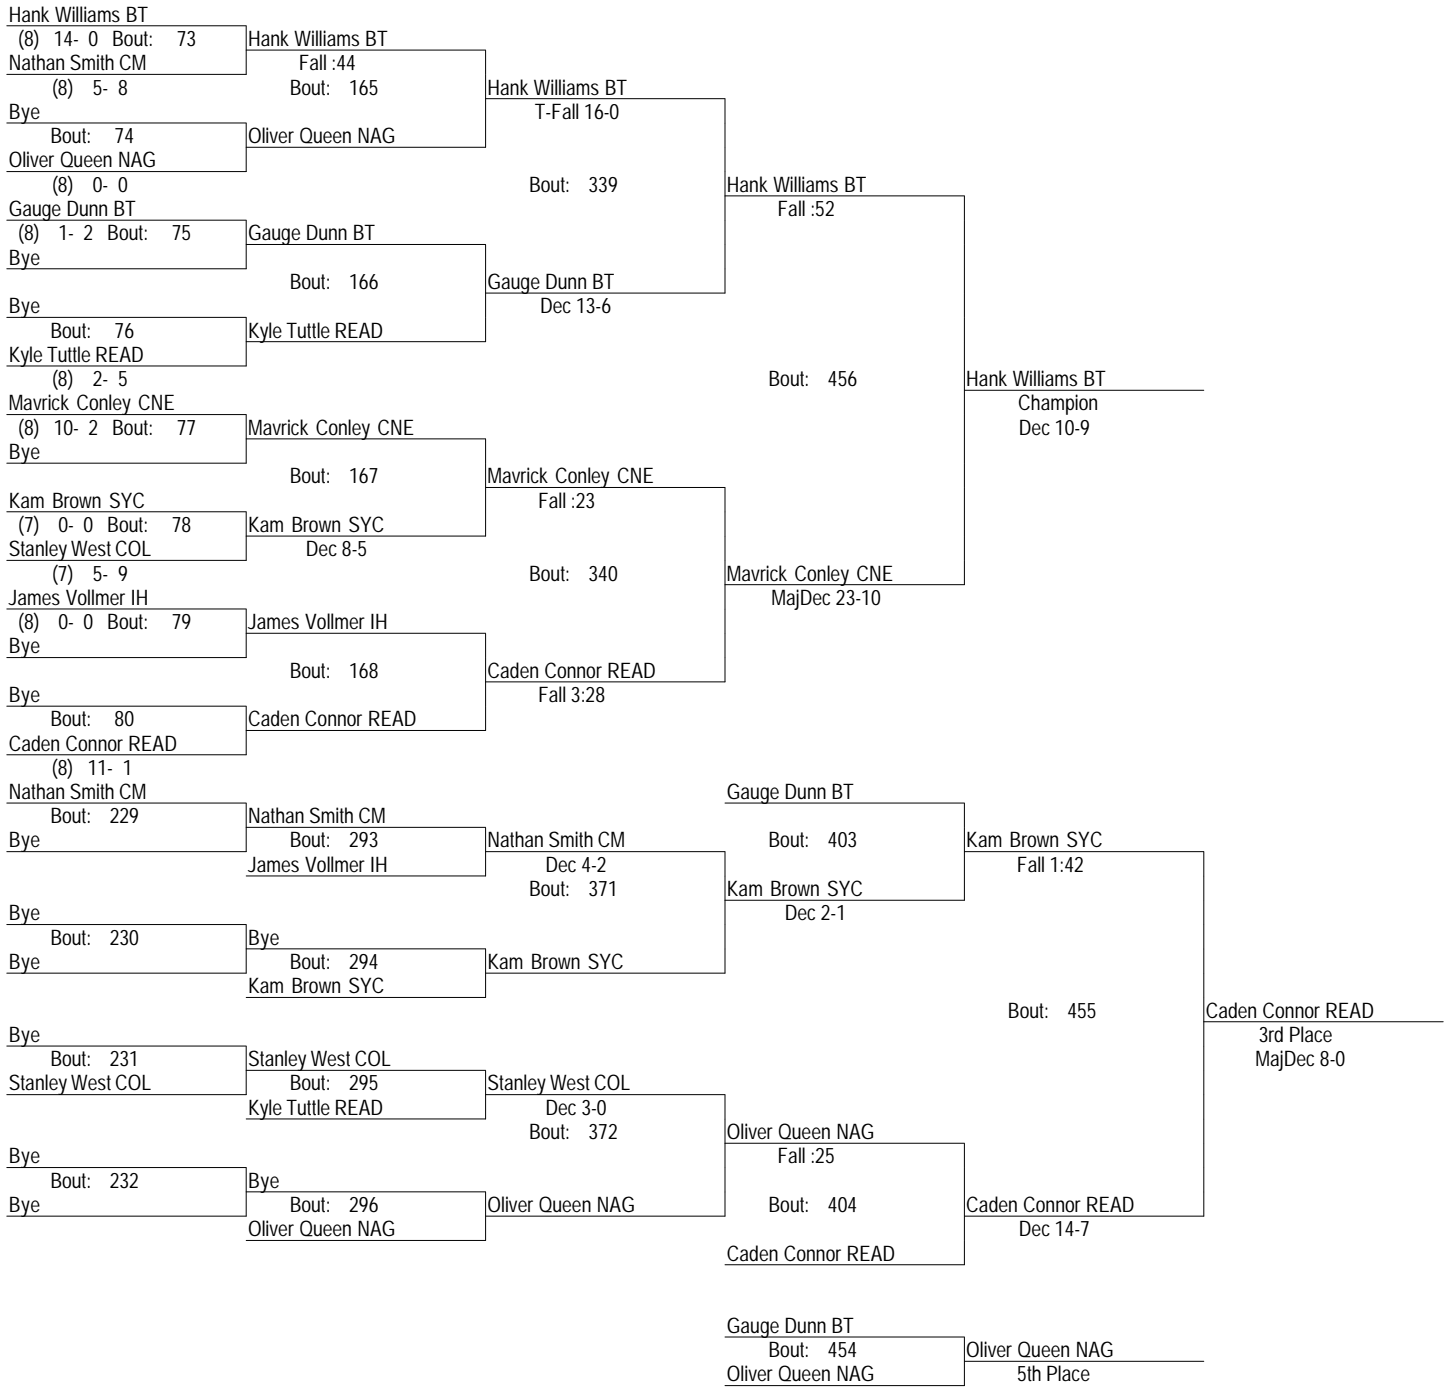 Hank Williams BT
(8) 14- 0 Bout: 73
Hank Williams BT
Nathan Smith CM
Fall :44
(8) 5- 8
Bout: 165
Hank Williams BT
Bye
T-Fall 16-0
Bout: 74
Oliver Queen NAG
Oliver Queen NAG
(8) 0- 0
Bout: 339
Hank Williams BT
Gauge Dunn BT
Fall :52
(8) 1- 2 Bout: 75
Gauge Dunn BT
Bye
Bout: 166
Gauge Dunn BT
Bye
Dec 13-6
Bout: 76
Kyle Tuttle READ
Kyle Tuttle READ
(8) 2- 5
Bout: 456
Hank Williams BT
Mavrick Conley CNE
Champion
(8) 10- 2 Bout: 77
Mavrick Conley CNE
Dec 10-9
Bye
Bout: 167
Mavrick Conley CNE
Kam Brown SYC
Fall :23
(7) 0- 0 Bout: 78
Kam Brown SYC
Stanley West COL
Dec 8-5
(7) 5- 9
Bout: 340
Mavrick Conley CNE
James Vollmer IH
MajDec 23-10
(8) 0- 0 Bout: 79
James Vollmer IH
Bye
Bout: 168
Caden Connor READ
Bye
Fall 3:28
Bout: 80
Caden Connor READ
Caden Connor READ
(8) 11- 1
Nathan Smith CM
Gauge Dunn BT
Bout: 229
Nathan Smith CM
Bye
Bout: 293
Nathan Smith CM
Bout: 403
Kam Brown SYC
James Vollmer IH
Dec 4-2
Fall 1:42
Bout: 371
Kam Brown SYC
Bye
Dec 2-1
Bout: 230
Bye
Bye
Bout: 294
Kam Brown SYC
Kam Brown SYC
Bout: 455
Caden Connor READ
Bye
3rd Place
Bout: 231
Stanley West COL
MajDec 8-0
Stanley West COL
Bout: 295
Stanley West COL
Kyle Tuttle READ
Dec 3-0
Bout: 372
Oliver Queen NAG
Bye
Fall :25
Bout: 232
Bye
Bye
Bout: 296
Oliver Queen NAG
Bout: 404
Caden Connor READ
Oliver Queen NAG
Dec 14-7
Caden Connor READ
Gauge Dunn BT
Bout: 454
Oliver Queen NAG
Oliver Queen NAG
5th Place